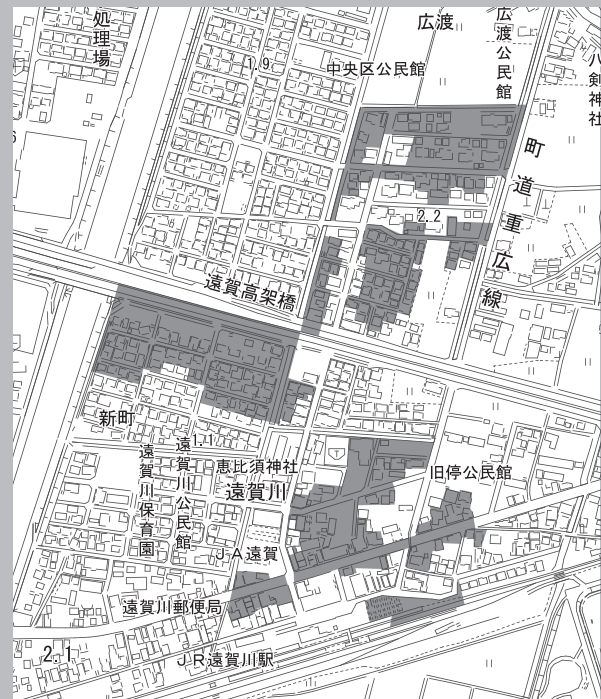 処理場
広渡
広渡公民館
八剣神社
1.9
中央区公民館
6
町道重広線
2.2
遠賀高架橋
新町
遠賀川保育園
遠賀川公民館
1.1
恵比須神社
遠賀川
旧停公民館
JA遠賀
遠賀川郵便局
2.1
JR遠賀川駅